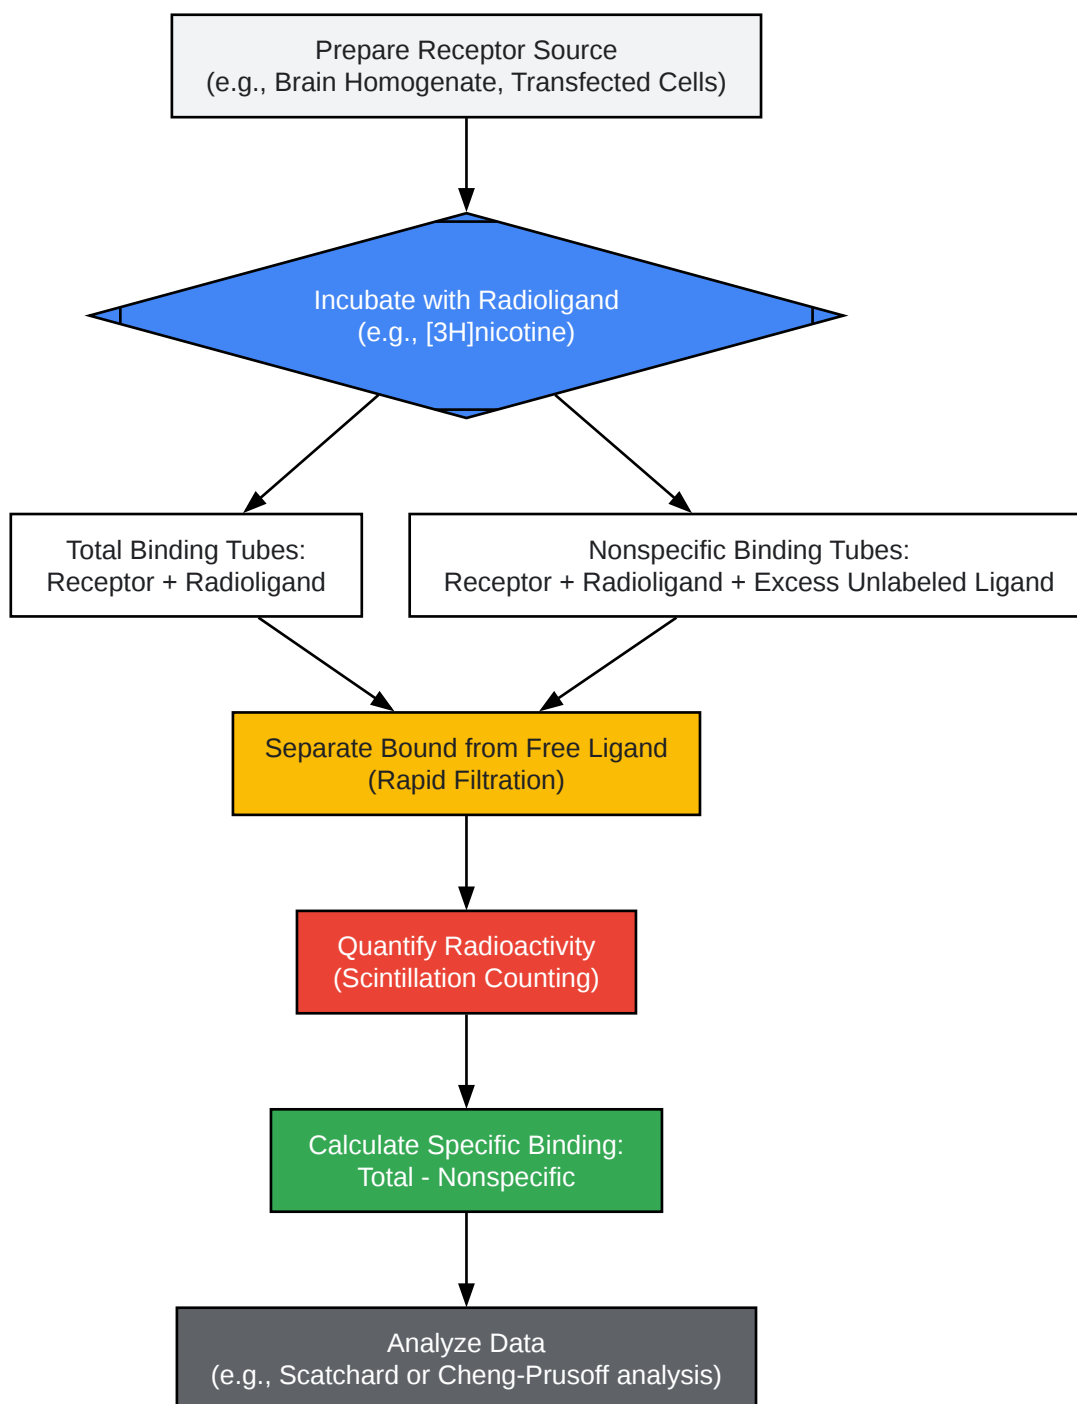 Prepare Receptor Source
(e.g., Brain Homogenate, Transfected Cells)
Incubate with Radioligand
(e.g., [3H]nicotine)
Total Binding Tubes:
Receptor + Radioligand
Nonspecific Binding Tubes:
Receptor + Radioligand + Excess Unlabeled Ligand
Separate Bound from Free Ligand
(Rapid Filtration)
Quantify Radioactivity
(Scintillation Counting)
Calculate Specific Binding:
Total - Nonspecific
Analyze Data
(e.g., Scatchard or Cheng-Prusoff analysis)